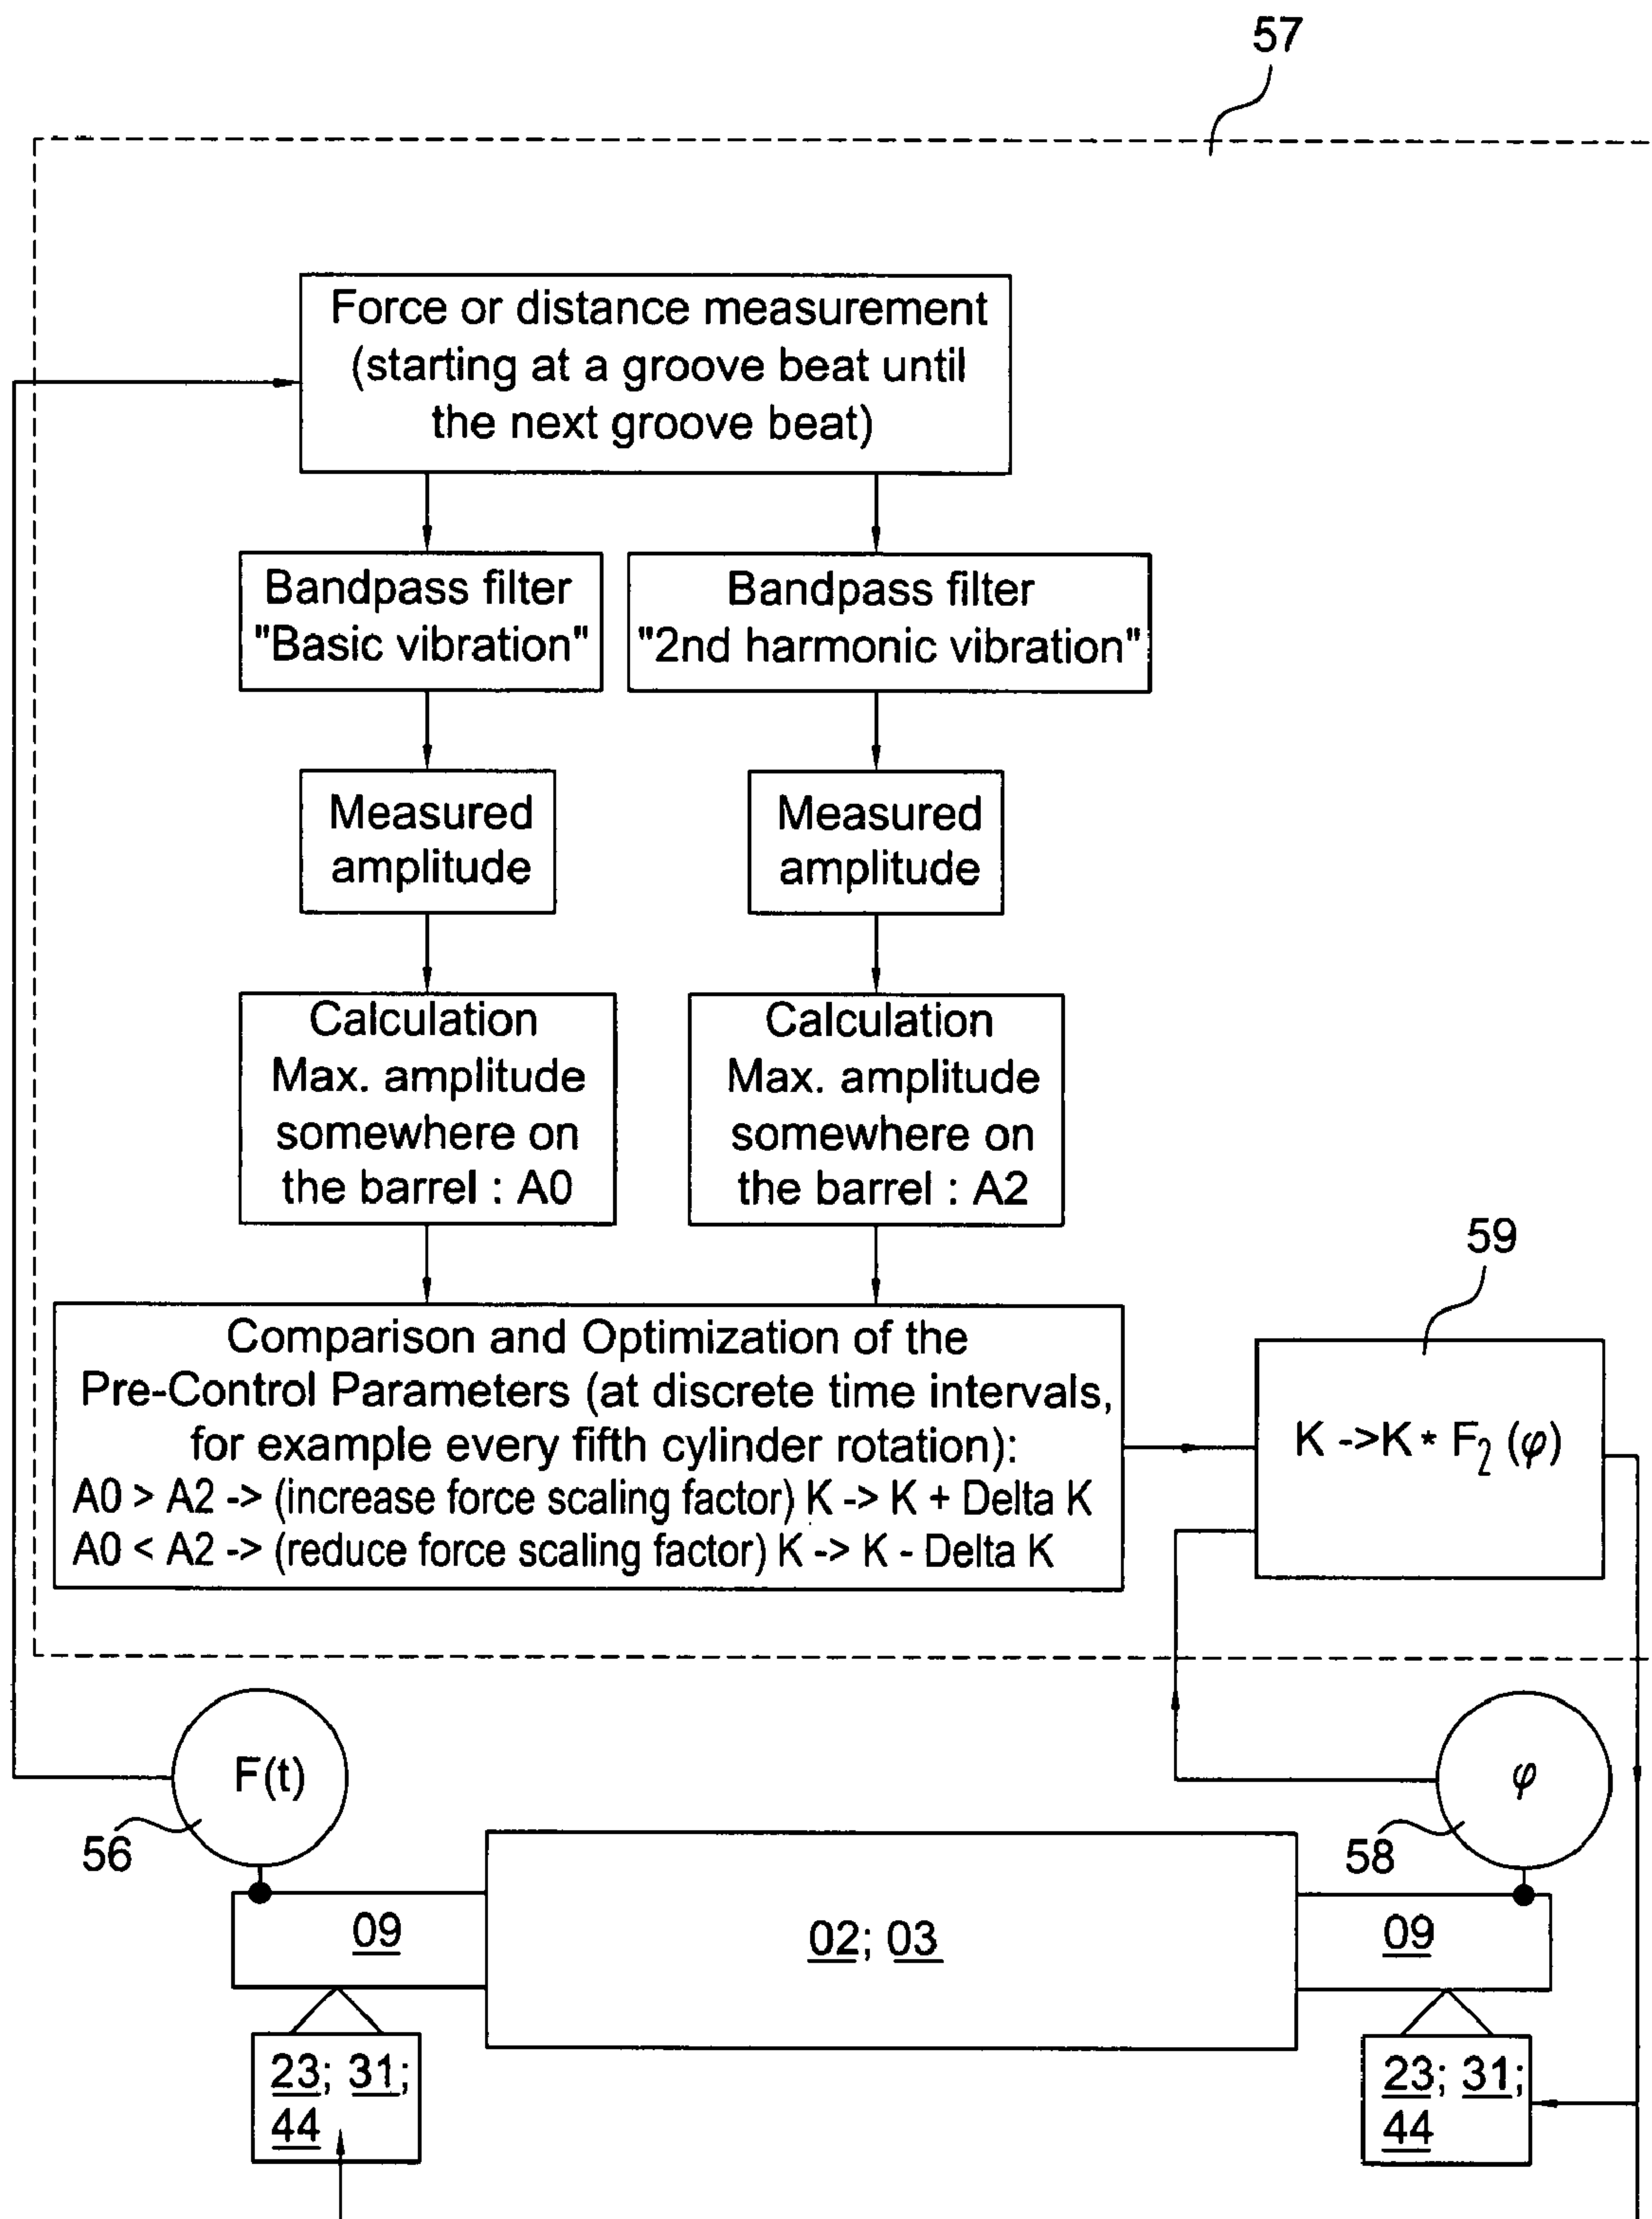 57
Force or distance measurement
(starting at a groove beat until
the next groove beat)
Bandpass filter
"Basic vibration"
Bandpass filter
"2nd harmonic vibration"
Measured
amplitude
Measured
amplitude
Calculation
Max. amplitude
somewhere on
the barrel : A0
Calculation
Max. amplitude
somewhere on
the barrel : A2
59
Comparison and Optimization of the
Pre-Control Parameters (at discrete time intervals,
for example every fifth cylinder rotation):
A0 > A2 -> (increase force scaling factor) K -> K + Delta K
A0 < A2 -> (reduce force scaling factor) K -> K - Delta K
K ->K * F₂ (φ)
F(t)
φ
56
58
09
02; 03
09
23; 31;
44
23; 31;
44